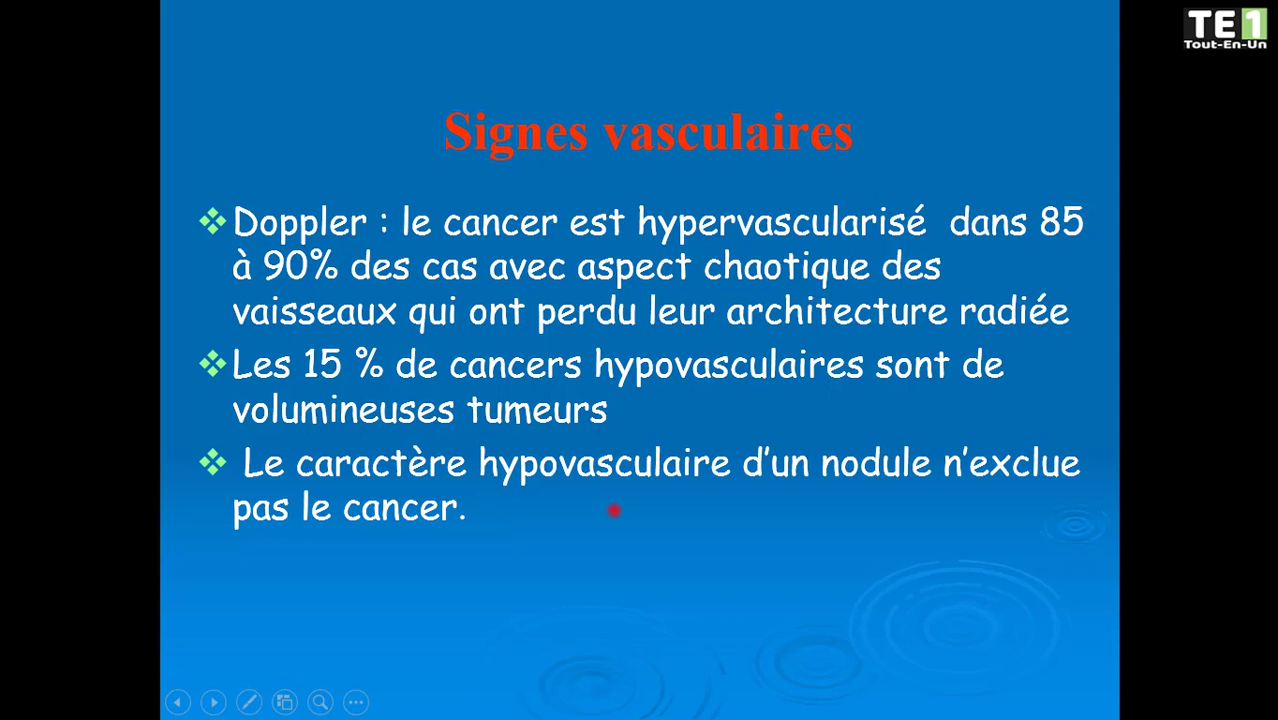 TE1
Tout-En-Un
Signes vasculaires
Doppler : le cancer est hypervascularisé dans 85
à 90% des cas avec aspect chaotique des
vaisseaux qui ont perdu leur architecture radiée
Les 15 % de cancers hypovasculaires sont de
volumineuses tumeurs
Le caractère hypovasculaire d'un nodule n'exclue
pas le cancer.